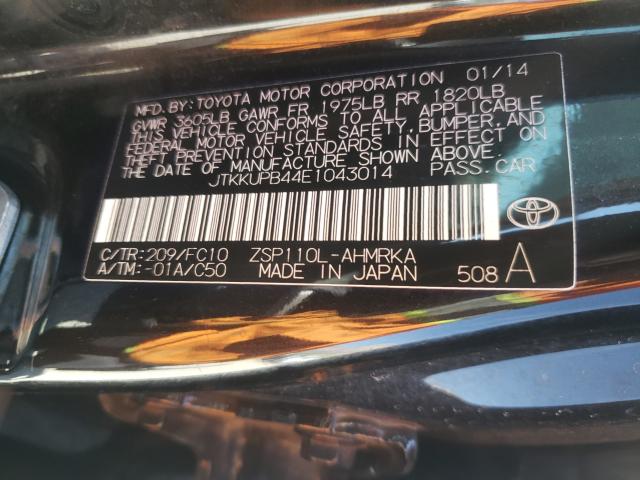 MFD. BY: TOYOTA MOTOR CORPORATION 01/14
GVWR 3605LB GAWR FR 1975LB RR 1820LB
THIS VEHICLE CONFORMS TO ALL APPLICABLE
FEDERAL MOTOR VEHICLE SAFETY, BUMPER, AND
THEFT PREVENTION STANDARDS IN EFFECT ON
THE DATE OF MANUFACTURE SHOWN ABOVE.
JTKKUPB44E1043014 PASS.CAR
C/TR: 209/FC10 ZSP110L-AHMRKA
A/TM: -01A/C50 MADE IN JAPAN 508 A